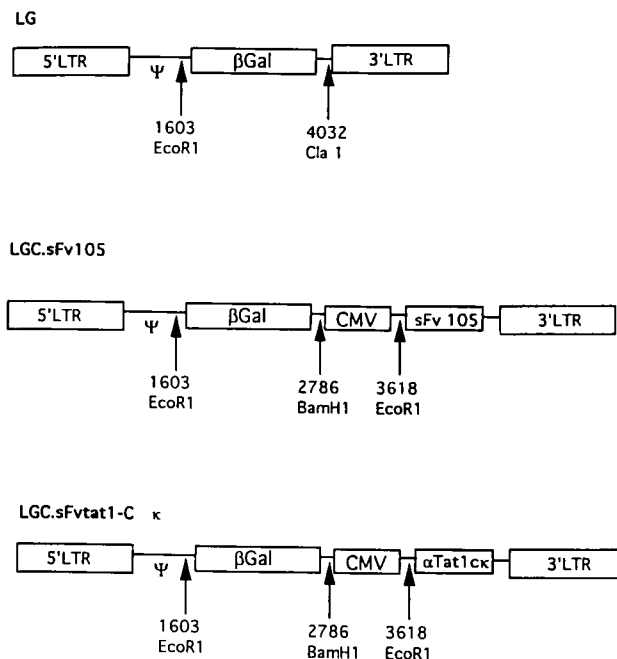 LG
5'LTR Ψ βGal 3'LTR
1603 4032
EcoR1 Cla 1
LGC.sFv105
5'LTR Ψ βGal CMV sFv 105 3'LTR
1603 2786 3618
EcoR1 BamH1 EcoR1
LGC.sFvtat1-C κ
5'LTR Ψ βGal CMV αTat1cκ 3'LTR
1603 2786 3618
EcoR1 BamH1 EcoR1